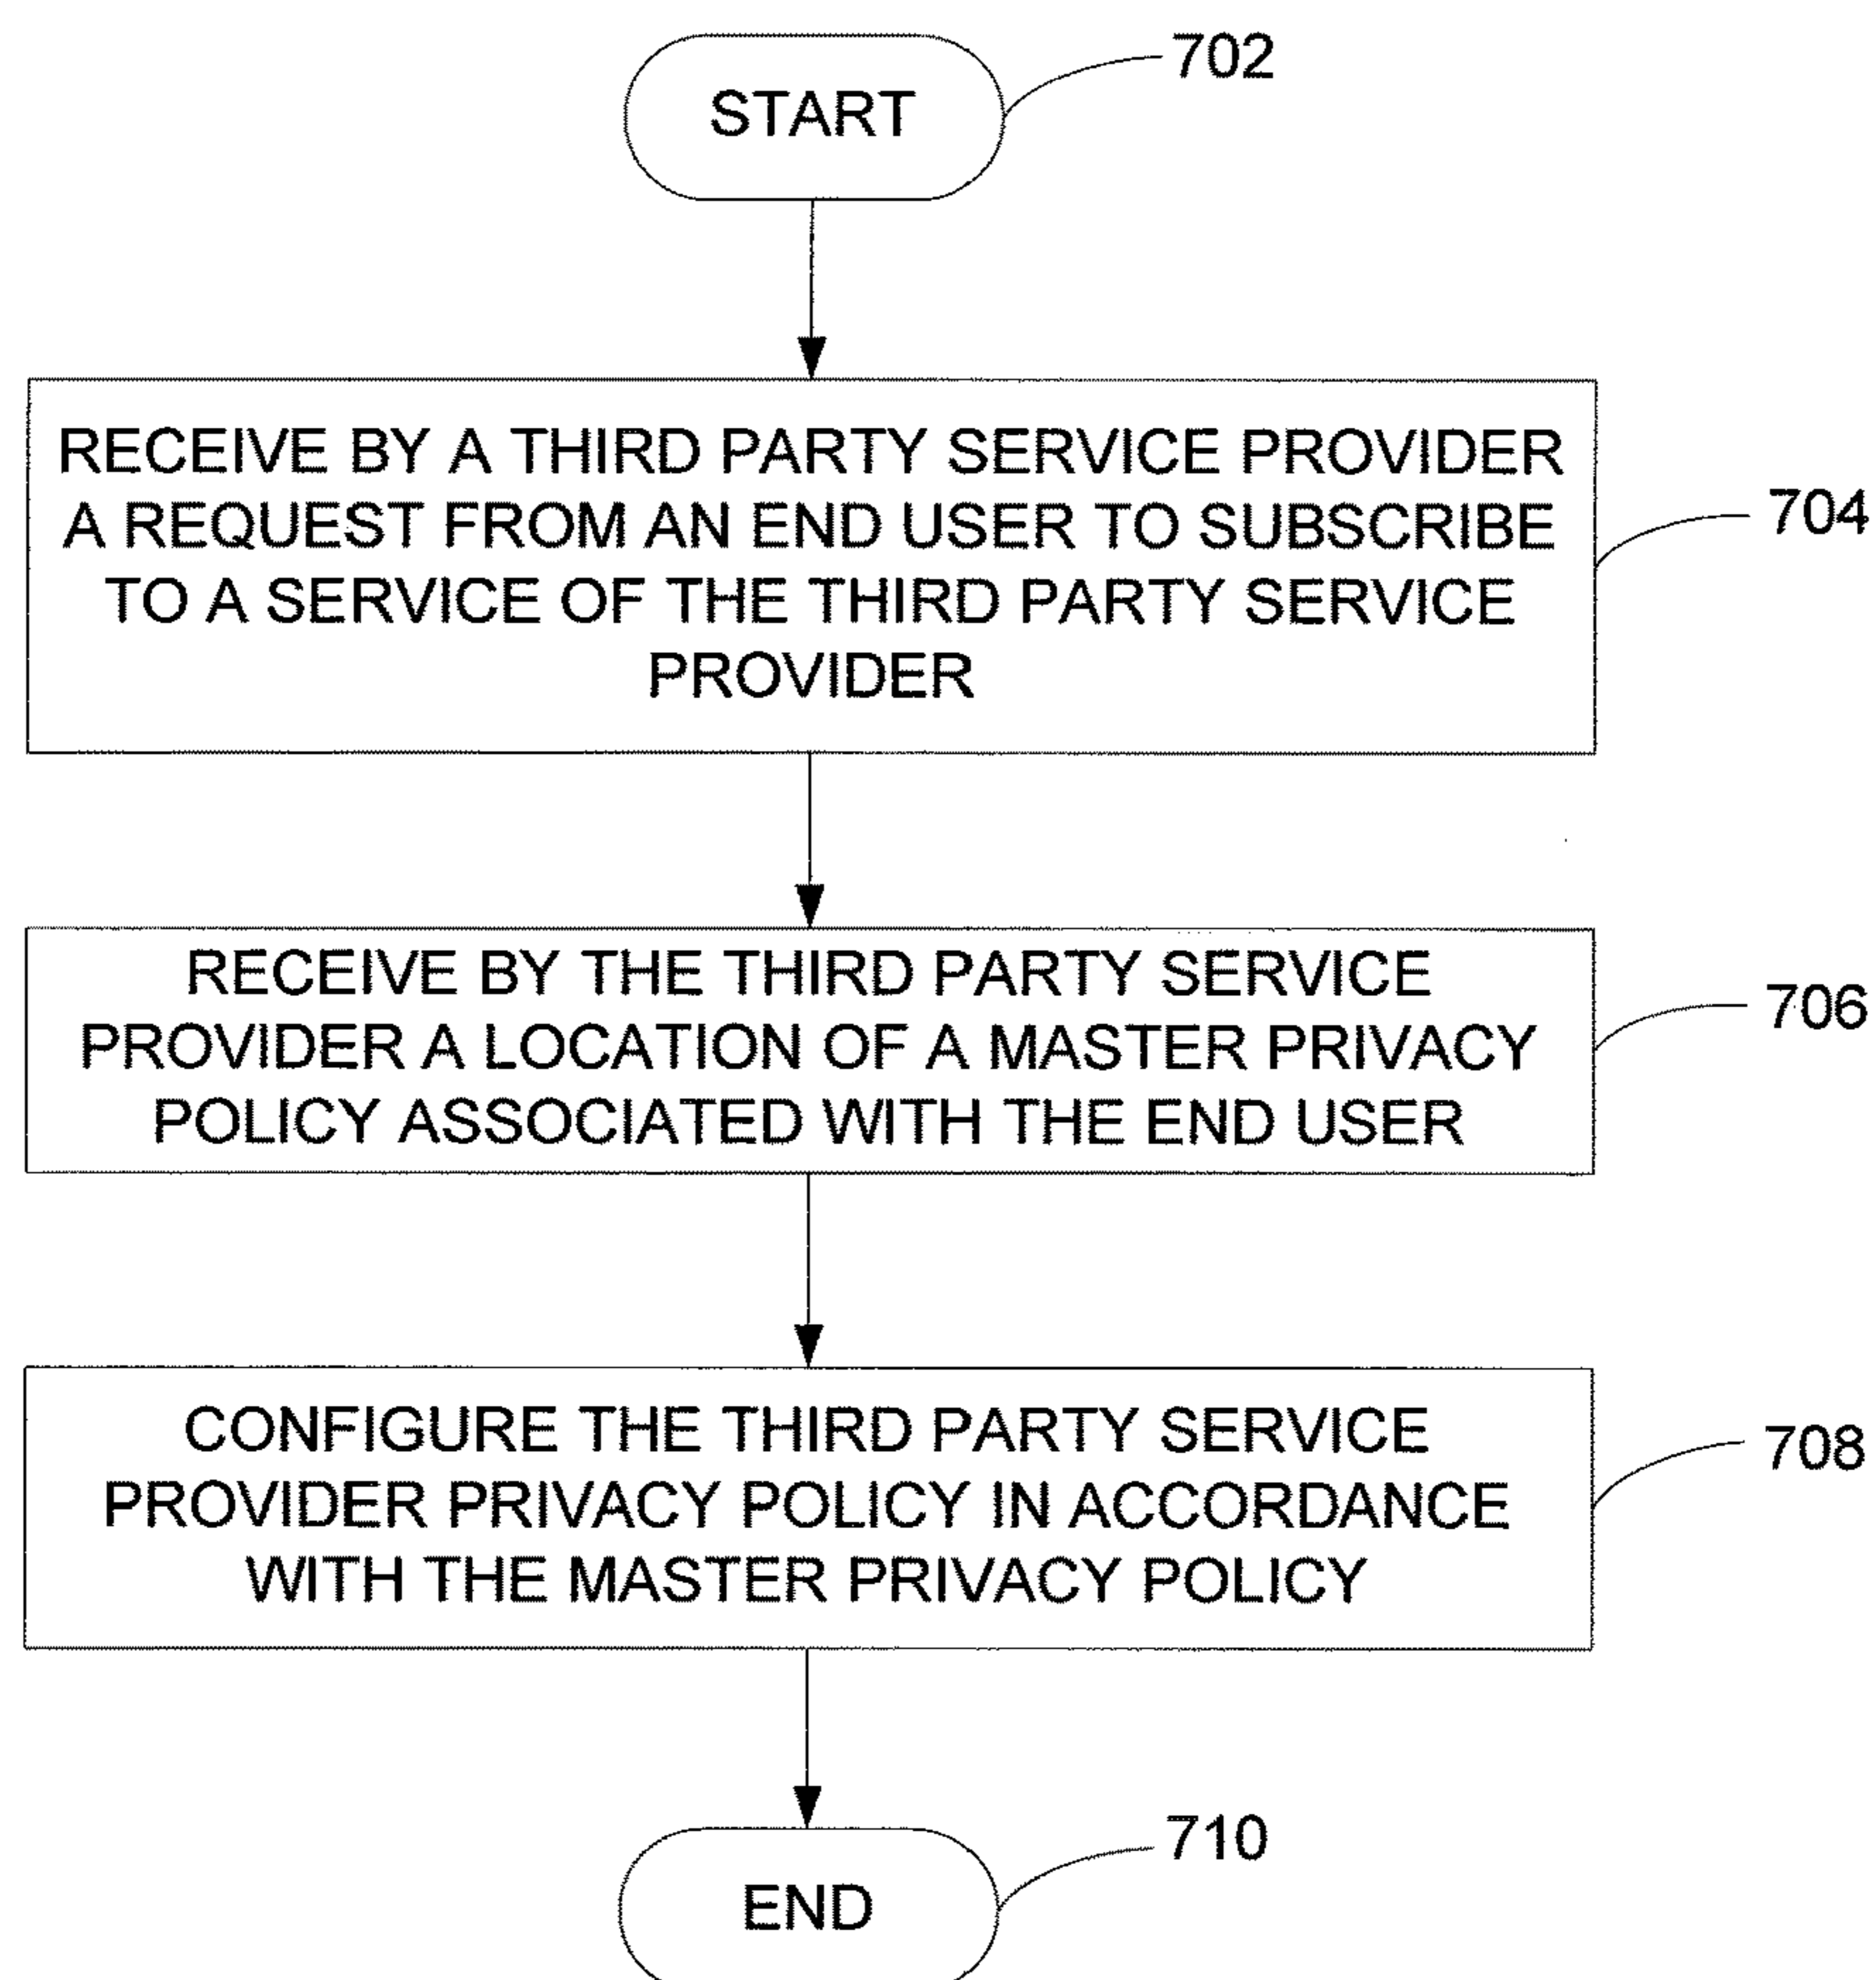 START
702
RECEIVE BY A THIRD PARTY SERVICE PROVIDER
A REQUEST FROM AN END USER TO SUBSCRIBE
TO A SERVICE OF THE THIRD PARTY SERVICE
PROVIDER
704
RECEIVE BY THE THIRD PARTY SERVICE
PROVIDER A LOCATION OF A MASTER PRIVACY
POLICY ASSOCIATED WITH THE END USER
706
CONFIGURE THE THIRD PARTY SERVICE
PROVIDER PRIVACY POLICY IN ACCORDANCE
WITH THE MASTER PRIVACY POLICY
708
END
710